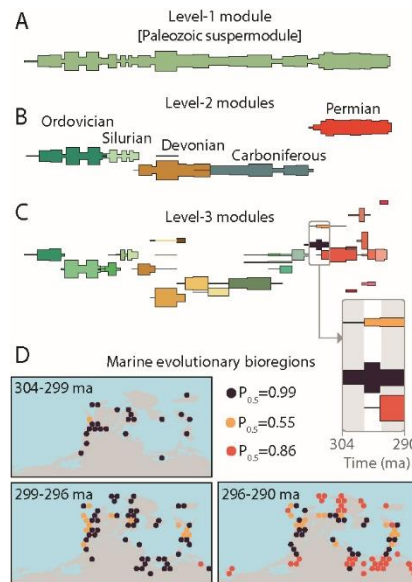 A
Level-1 module
[Paleozoic suspermodule]
B
Level-2 modules
Permian
Ordovician
Silurian
Devonian
Carboniferous
C
Level-3 modules
304 290
Time (ma)
D
Marine evolutionary bioregions
304-299 ma
P0,5=0.99
P0,5=0.55
P0,5=0.86
299-296 ma
296-290 ma